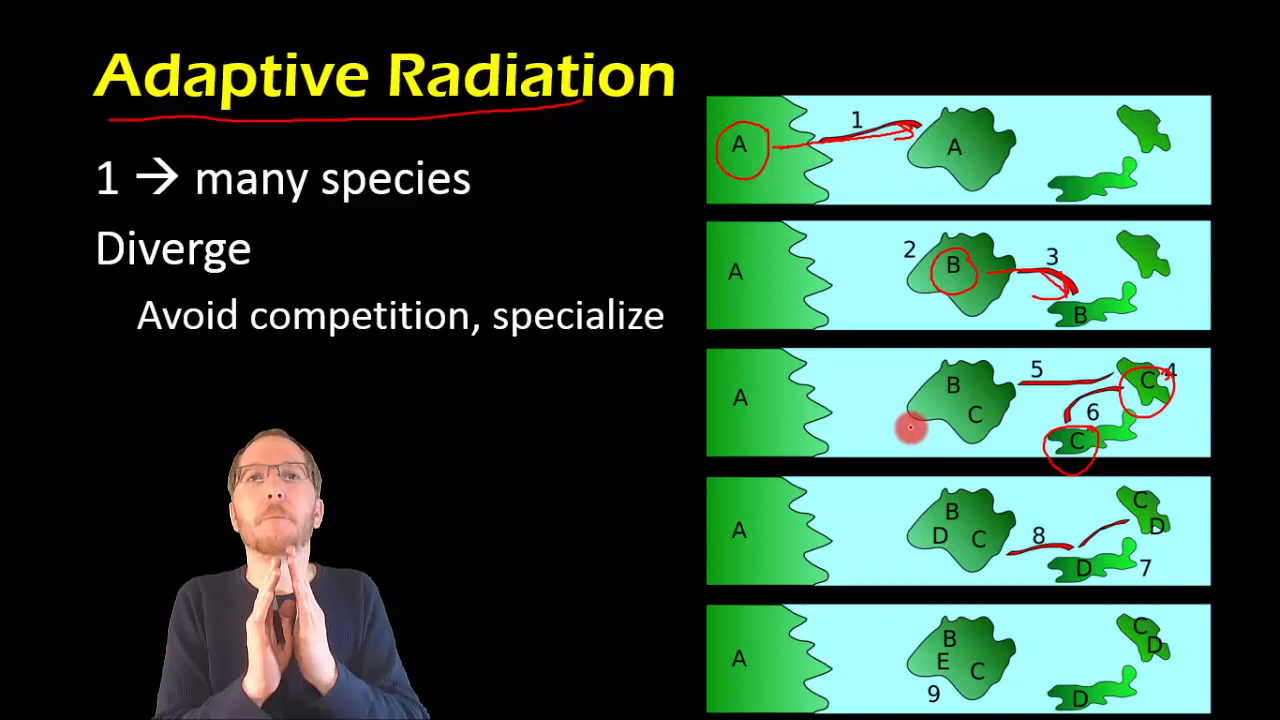 Adaptive Radiation
1 → many species
Diverge
Avoid competition, specialize
A 1 A
A 2 B 3 B
A B C 5 C 4 6 C
A B D C 8 C D D 7
A B E C 9 C D D